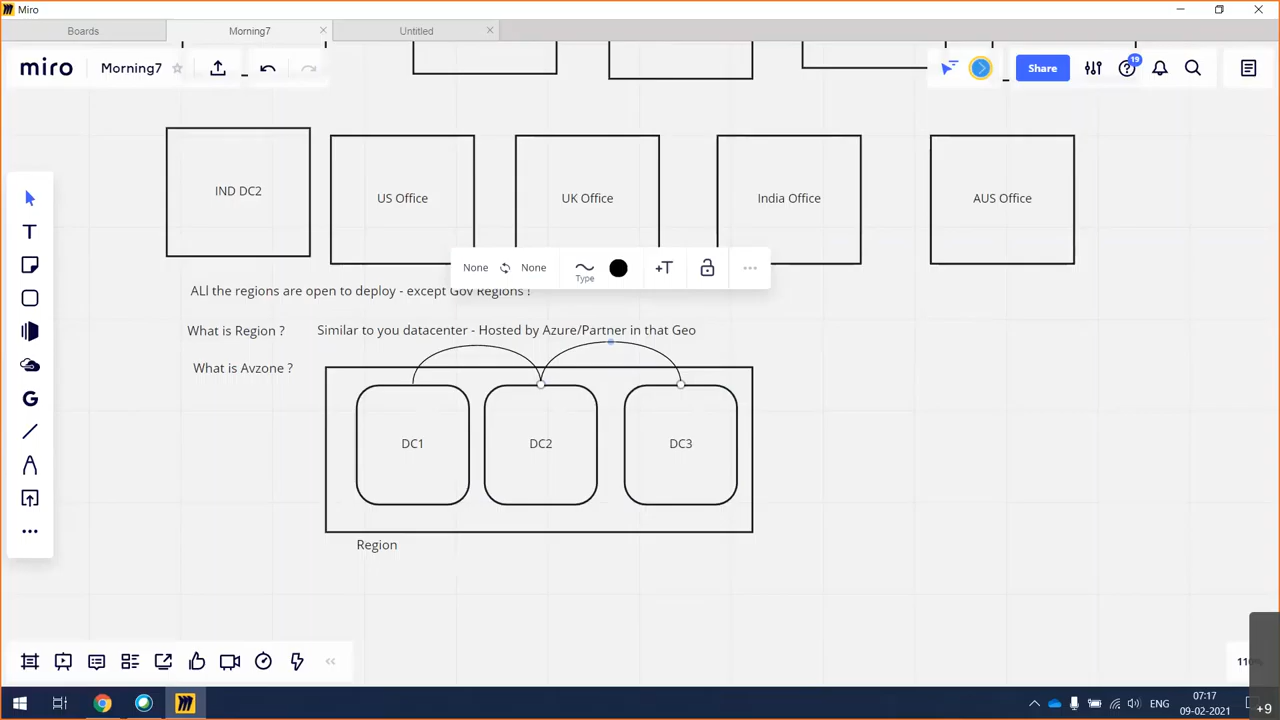 Miro
Boards
Morning7
Untitled
miro
Morning7
Share
19
IND DC2
US Office
UK Office
India Office
AUS Office
None
None
Type
+T
ALl the regions are open to deploy - except Gov Regions !
What is Region ?
Similar to you datacenter - Hosted by Azure/Partner in that Geo
What is Avzone ?
DC1
DC2
DC3
Region
ENG
07:17
09-02-2021
+9